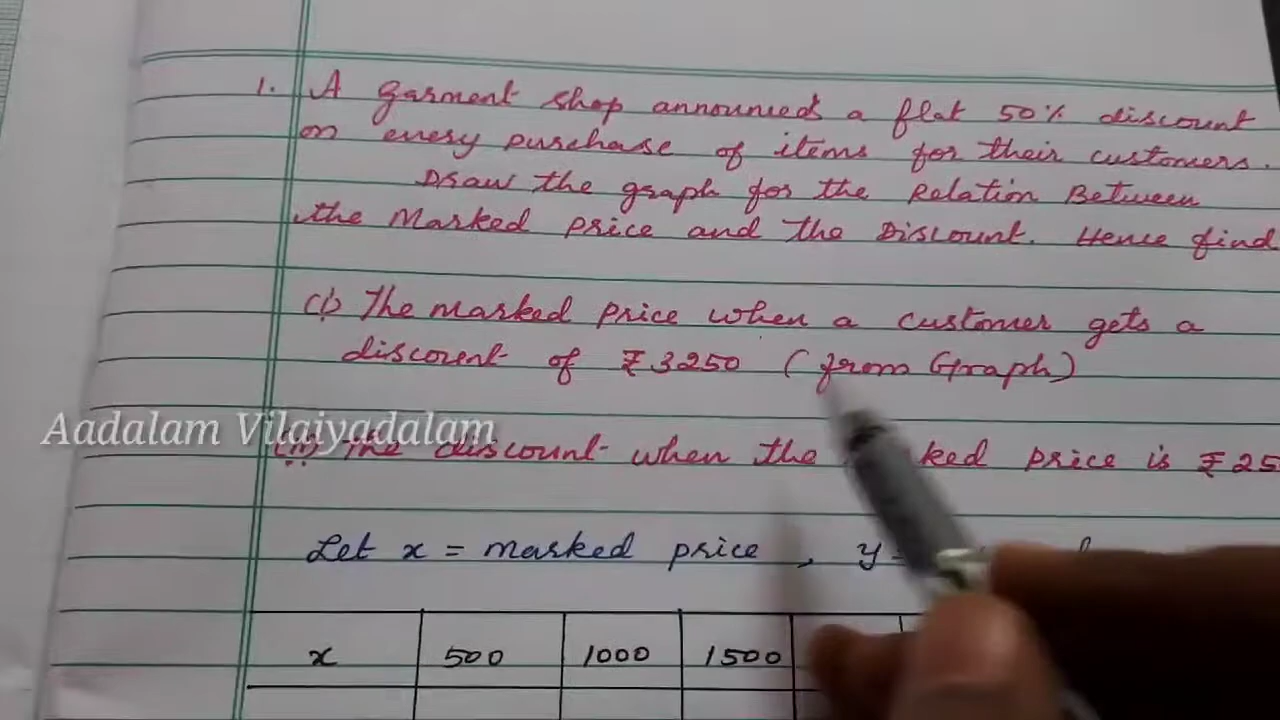 1. A garment shop announced a flat 50% discount
on every purchase of items for their customers.
Draw the graph for the Relation Between
the Marked price and the Discount. Hence find
(i) The marked price when a customer gets a
discount of ₹3250 (from Graph)
Aadalam Vilaiyadalam
(ii) The discount when the price is ₹25
Let x = marked price, y =
x 500 1000 1500